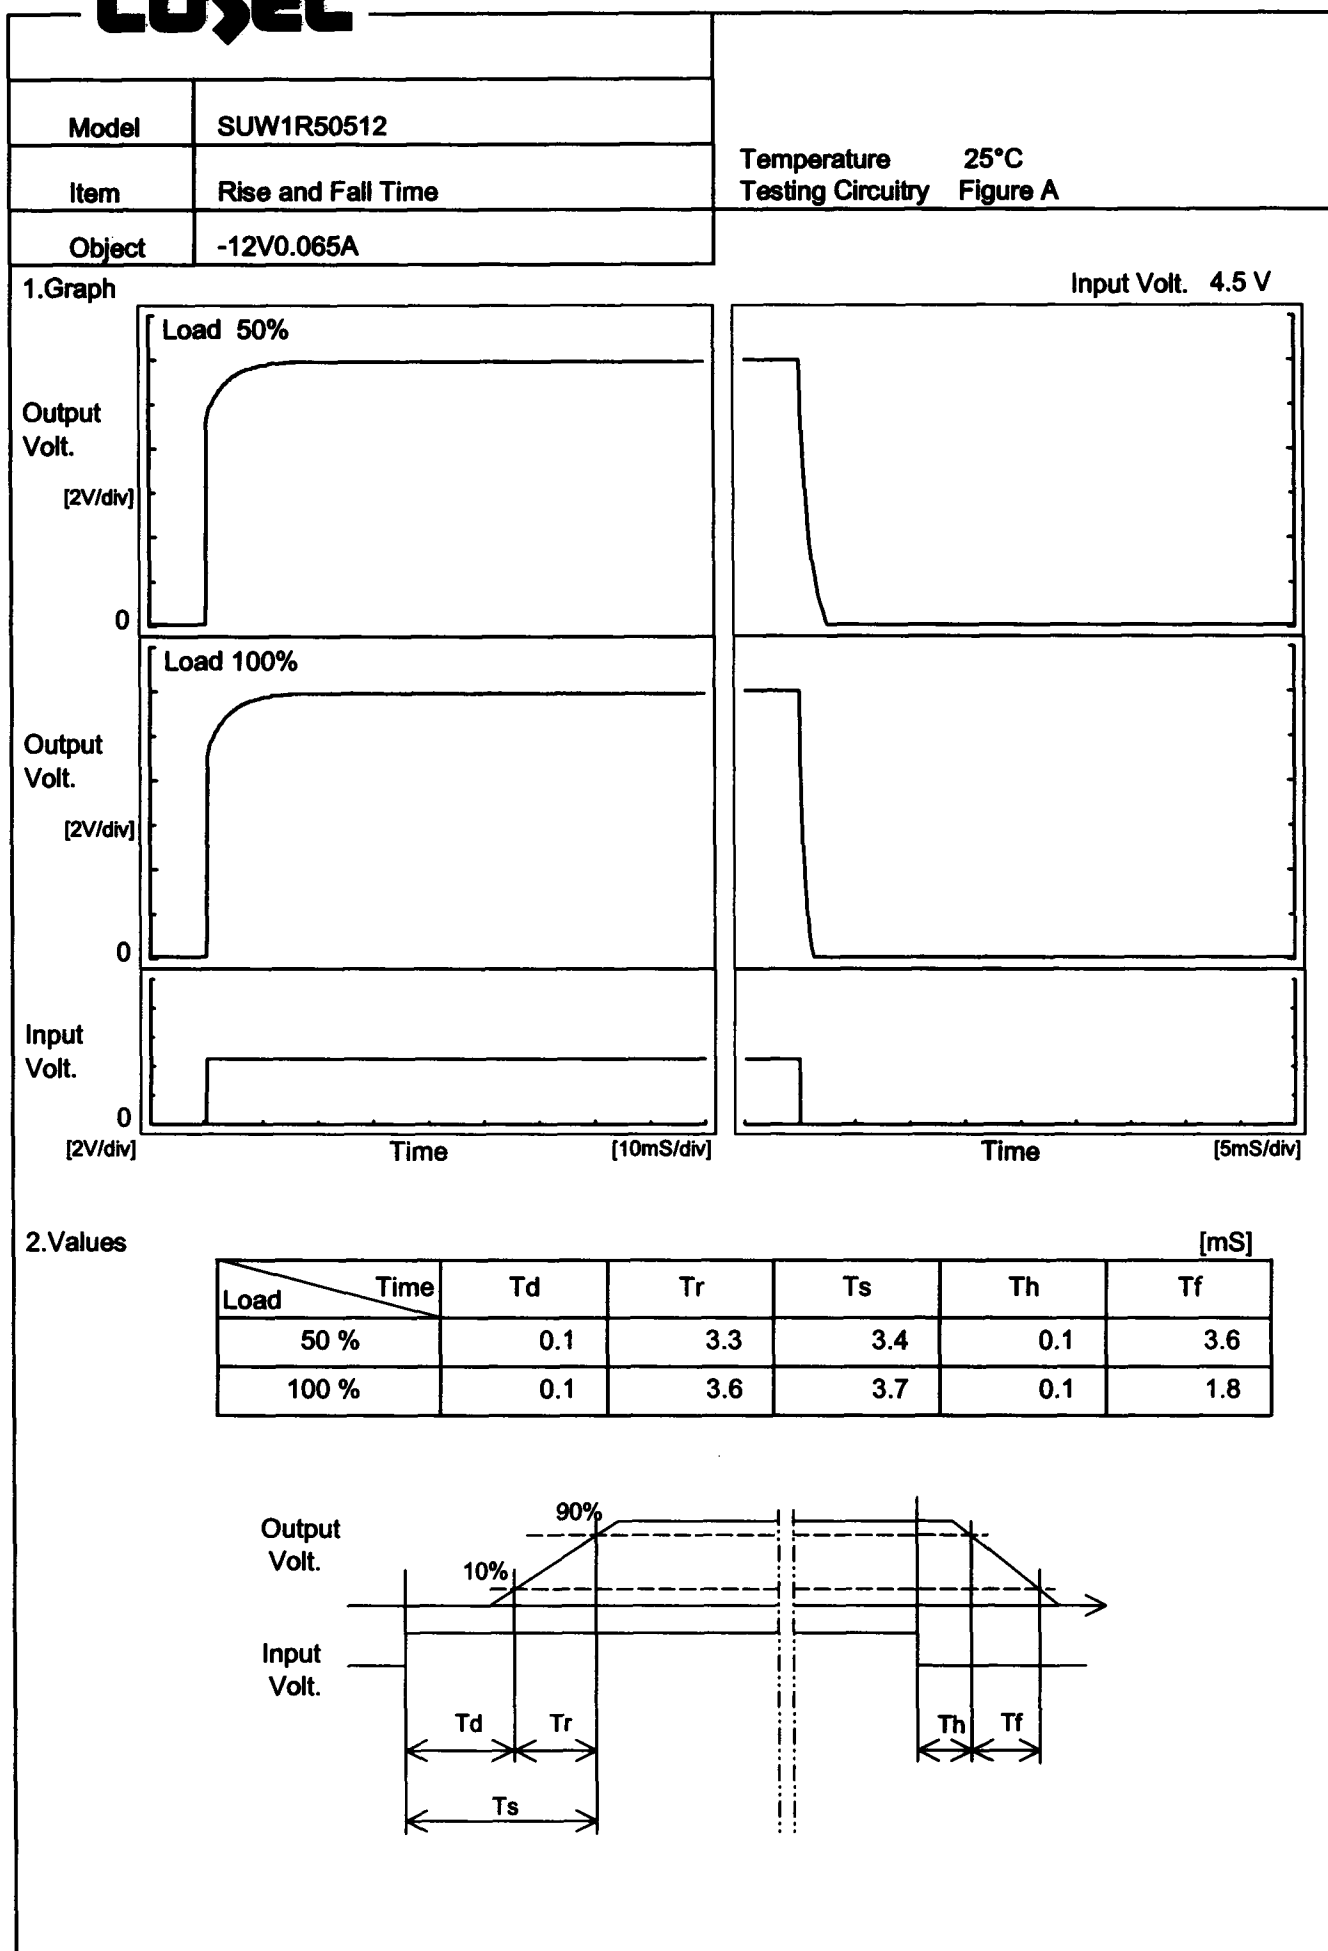 COSEL
Model SUW1R50512
Temperature 25°C
Item Rise and Fall Time
Testing Circuitry Figure A
Object -12V0.065A
1.Graph
Input Volt. 4.5 V
Load 50%
Output
Volt.
[2V/div]
0
Load 100%
Output
Volt.
[2V/div]
0
Input
Volt.
0
[2V/div] Time [10mS/div] Time [5mS/div]
2.Values [mS]
Time Td Tr Ts Th Tf
Load
50 % 0.1 3.3 3.4 0.1 3.6
100 % 0.1 3.6 3.7 0.1 1.8
90%
Output
Volt.
10%
Input
Volt.
Td Tr Th Tf
Ts